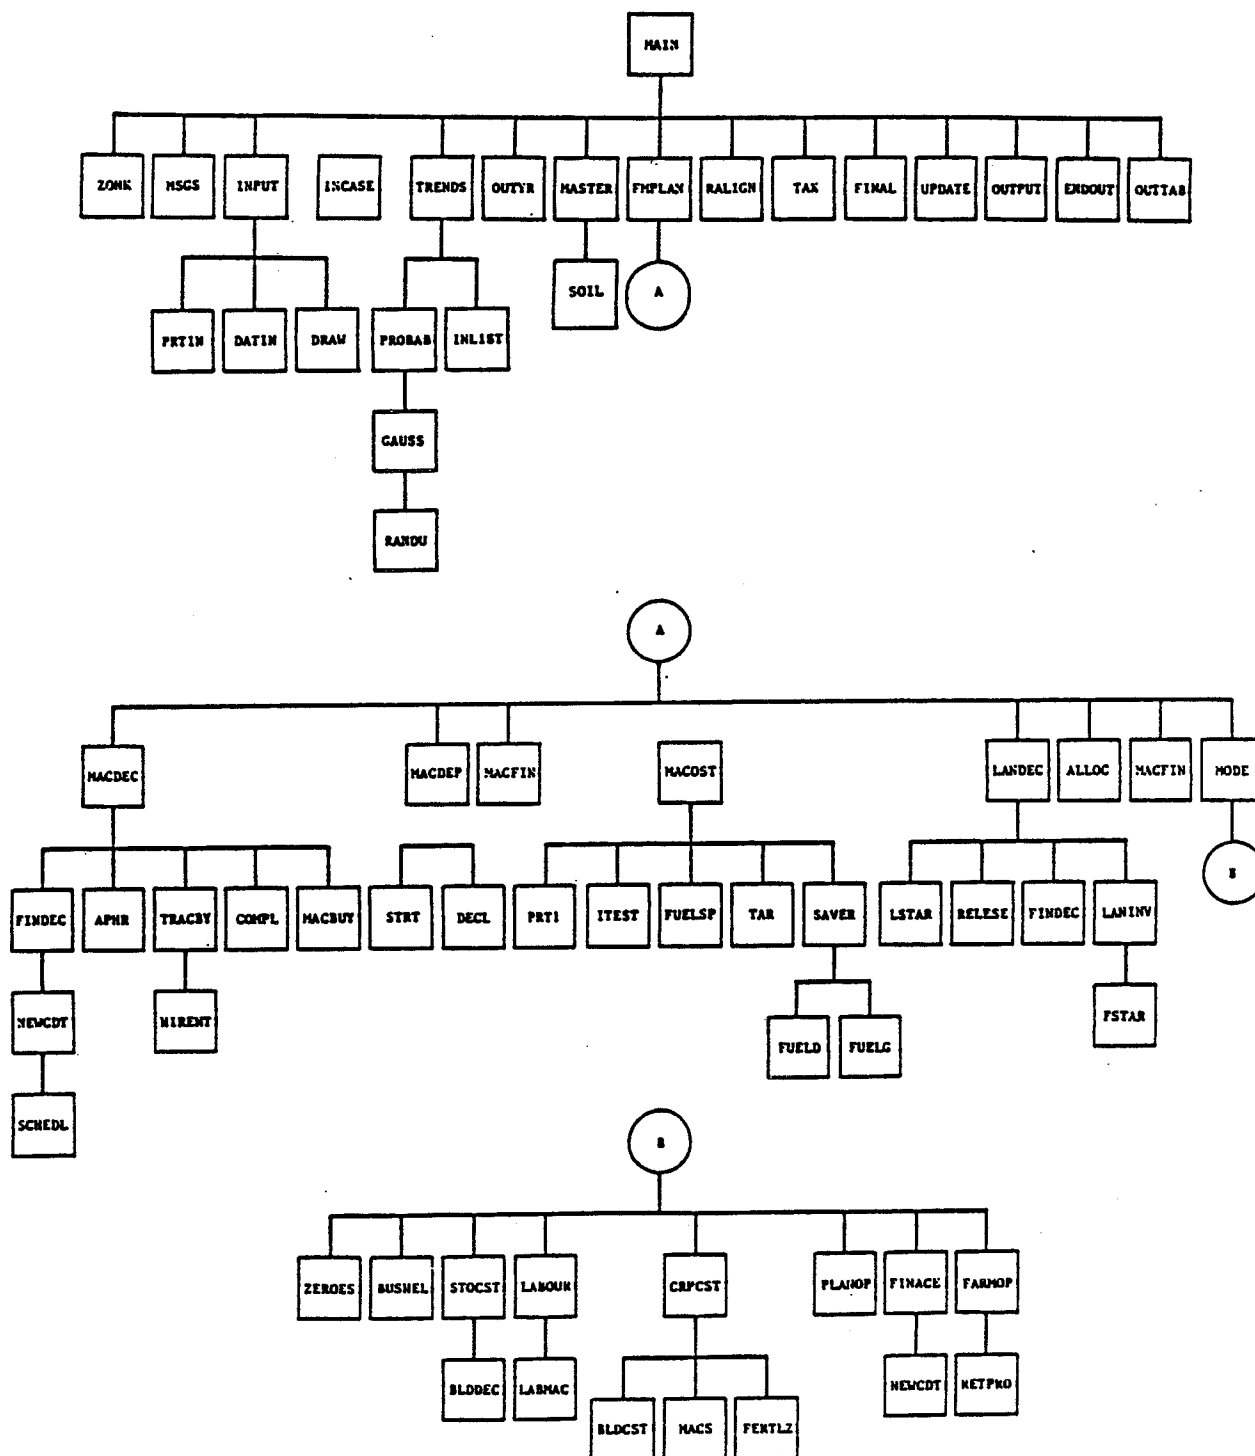 MAIN
ZONK MSGS INPUT INCASE TRENDS OUTYR MASTER FMPLAN RALIGN TAX FINAL UPDATE OUTPUT ENDOUT OUTTAB
SOIL A
PRTIN DATIN DRAW PROBAB INLIST
GAUSS
RANDU
A
MACDEC MACDEP MACFIN MACOST LANDEC ALLOC MACFIN MODE
B
FINDEC APHR TRACBY COMPL MACBUY STRT DECL PRT1 ITEST FUELSP TAR SAVER LSTAR RELESE FINDEC LANINV
NEWCDT HIRENT FSTAR
FUELD FUELG
SCHEDL
B
ZEROES BUSHEL STOCST LABOUR CRPCST PLANOP FINACE FARMOP
BLDDEC LABMAC NEWCDT NETPRO
BLDCST MACS FERTLZ